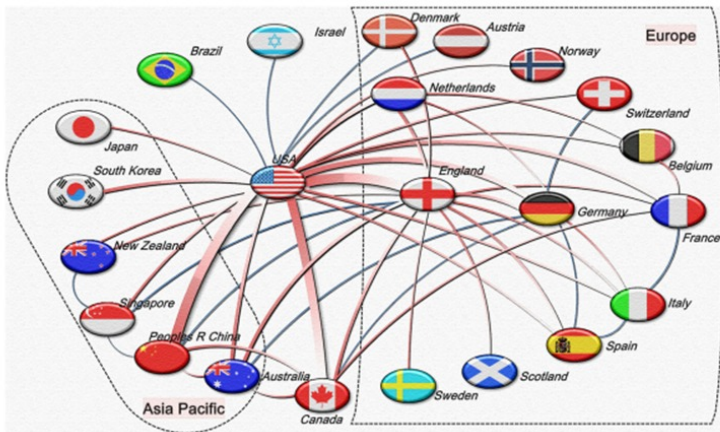 Denmark
Austria
Europe
Brazil
Israel
Norway
Netherlands
Switzerland
Japan
USA
Belgium
South Korea
England
Germany
France
New Zealand
Singapore
Italy
Peoples R China
Spain
Australia
Scotland
Sweden
Asia Pacific
Canada